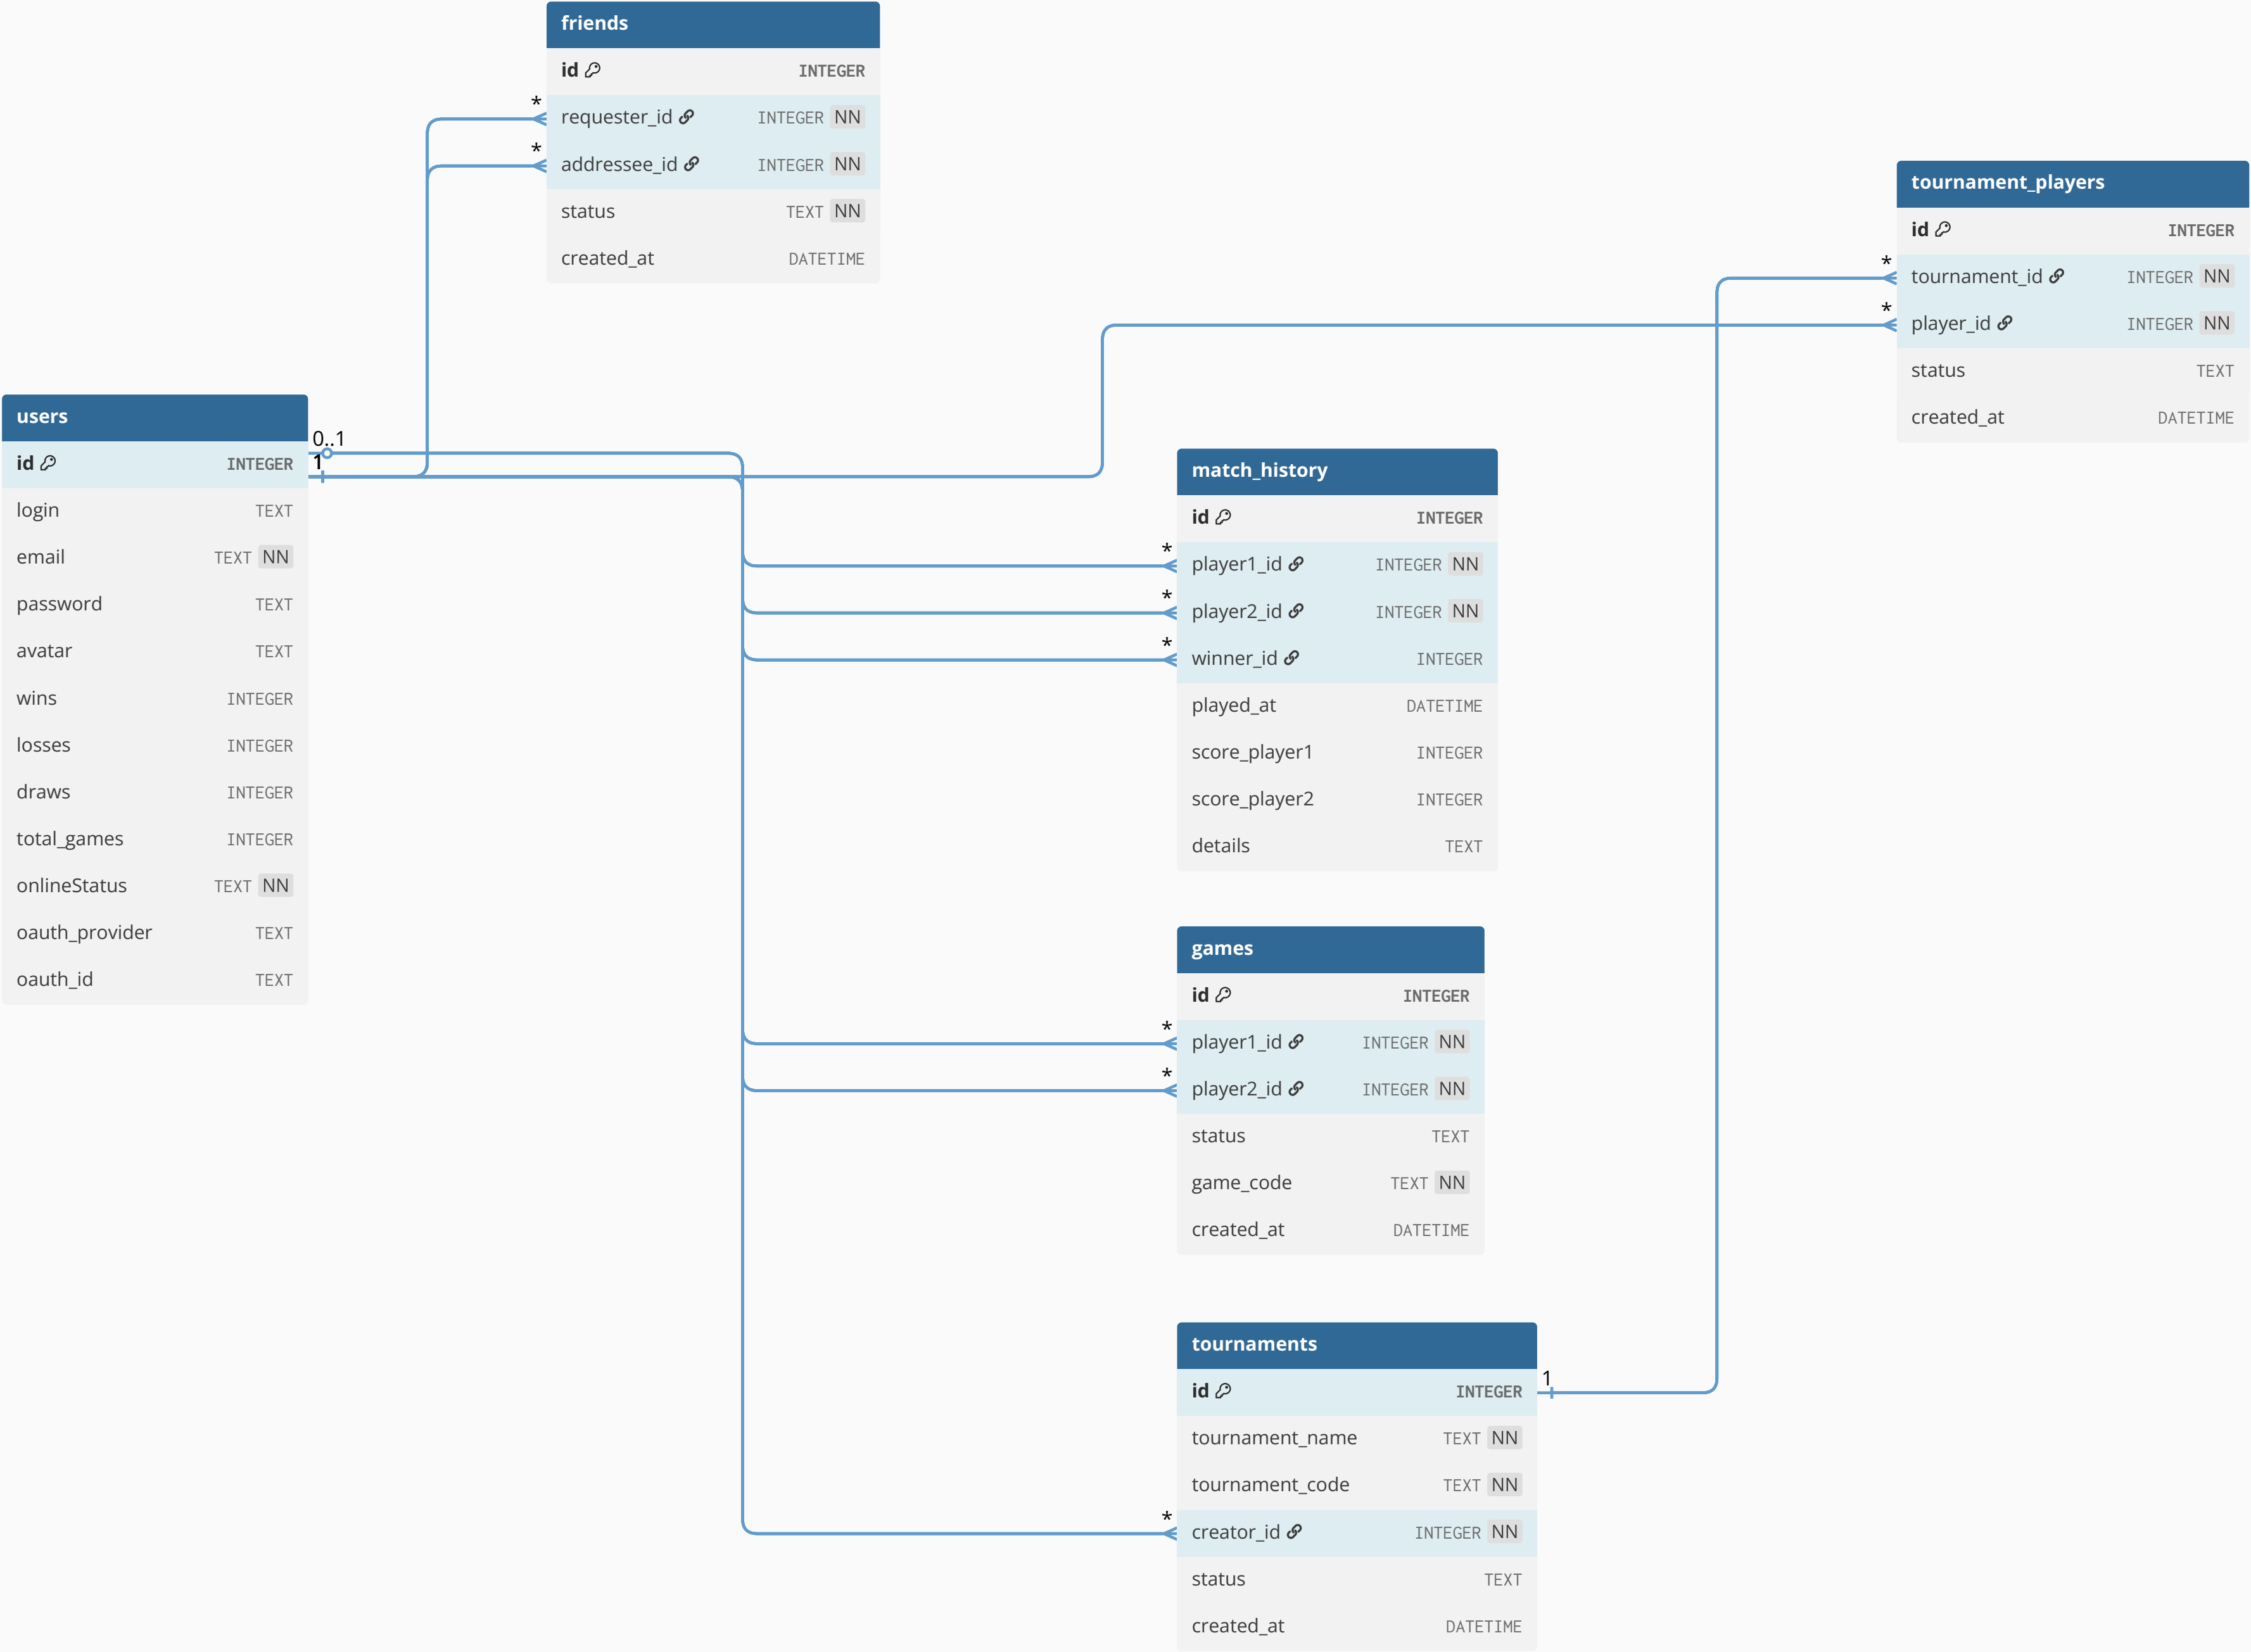 friends
id INTEGER
* requester_id INTEGER NN
* addressee_id INTEGER NN
status TEXT NN
created_at DATETIME
tournament_players
id INTEGER
* tournament_id INTEGER NN
* player_id INTEGER NN
status TEXT
created_at DATETIME
users
0..1
id INTEGER 1
login TEXT
email TEXT NN
password TEXT
avatar TEXT
wins INTEGER
losses INTEGER
draws INTEGER
total_games INTEGER
onlineStatus TEXT NN
oauth_provider TEXT
oauth_id TEXT
match_history
id INTEGER
* player1_id INTEGER NN
* player2_id INTEGER NN
* winner_id INTEGER
played_at DATETIME
score_player1 INTEGER
score_player2 INTEGER
details TEXT
games
id INTEGER
* player1_id INTEGER NN
* player2_id INTEGER NN
status TEXT
game_code TEXT NN
created_at DATETIME
tournaments
id INTEGER 1
tournament_name TEXT NN
tournament_code TEXT NN
* creator_id INTEGER NN
status TEXT
created_at DATETIME